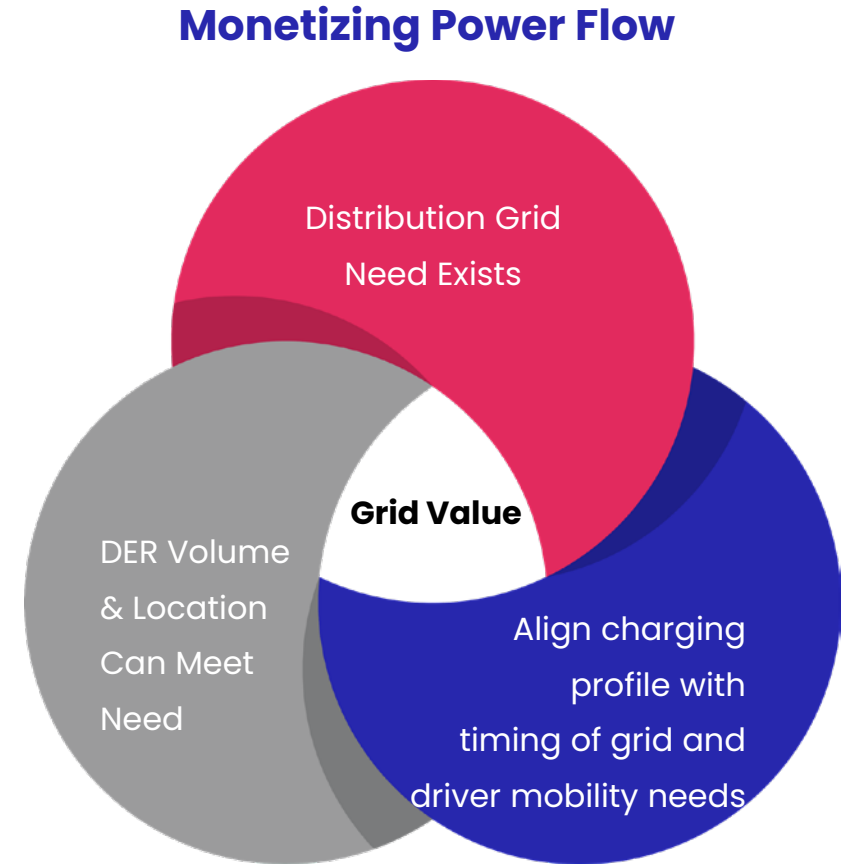 Monetizing Power Flow
Distribution Grid
Need Exists
Grid Value
DER Volume
& Location
Can Meet
Need
Align charging
profile with
timing of grid and
driver mobility needs